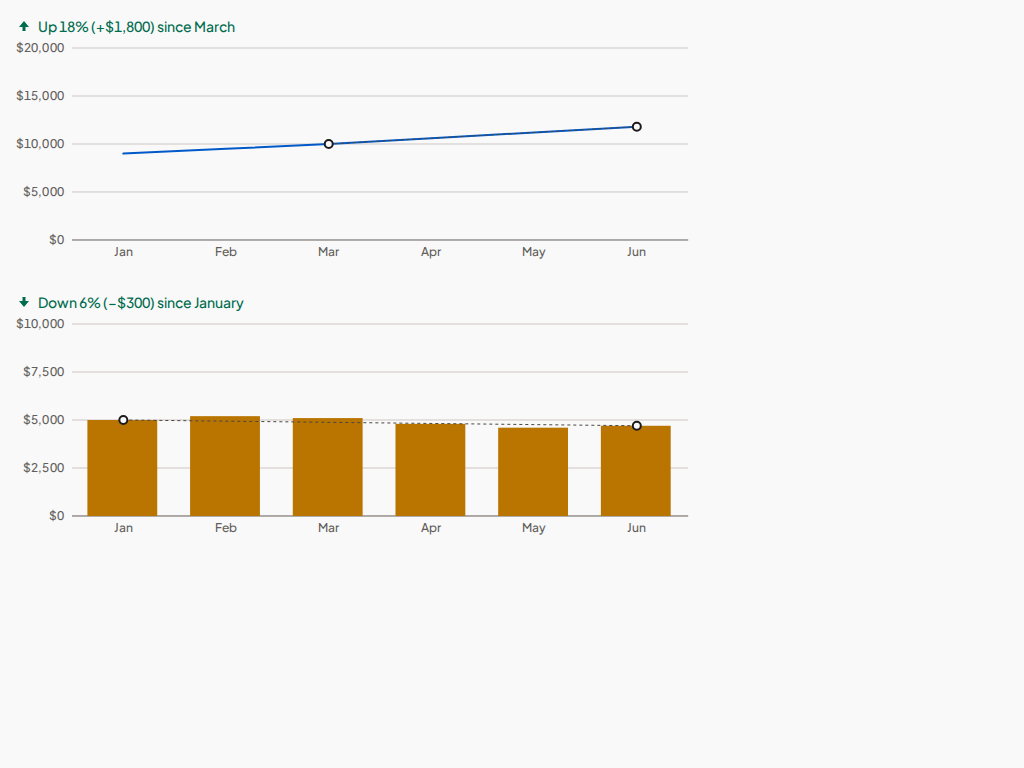 Up 18% (+$1,800) since March
$20,000
$15,000
$10,000
$5,000
$0
Jan Feb Mar Apr May Jun
Down 6% (−$300) since January
$10,000
$7,500
$5,000
$2,500
$0
Jan Feb Mar Apr May Jun